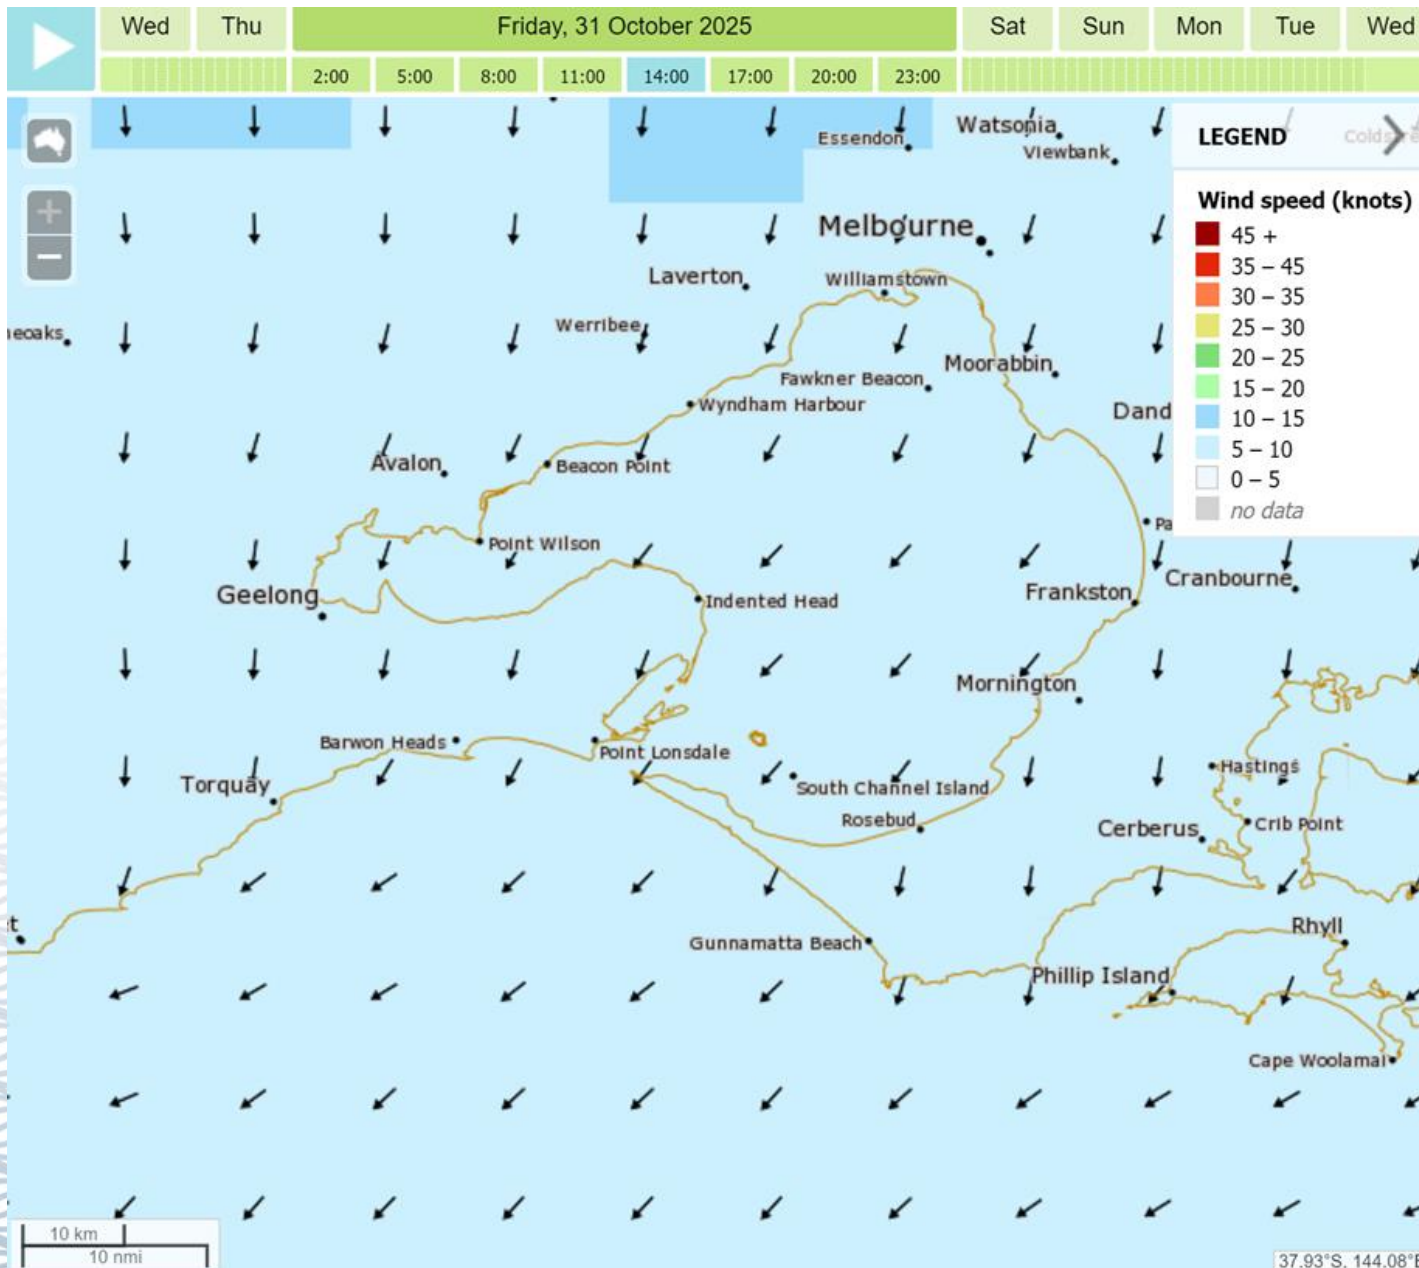 Wed Thu Friday, 31 October 2025 Sat Sun Mon Tue Wed
2:00 5:00 8:00 11:00 14:00 17:00 20:00 23:00
Essendon
Watsonia
Viewbank
LEGEND
Wind speed (knots)
45 +
35 – 45
30 – 35
25 – 30
20 – 25
15 – 20
10 – 15
5 – 10
0 – 5
no data
Melbourne
Laverton
Williamstown
Werribee
neoaks
Moorabbin
Fawkner Beacon
Wyndham Harbour
Dand
Avalon
Beacon Point
Pa
Point Wilson
Cranbourne
Geelong
Indented Head
Frankston
Mornington
Barwon Heads
Point Lonsdale
Hastings
Torquay
South Channel Island
Rosebud
Cerberus
Crib Point
t
Rhyll
Gunnamatta Beach
Phillip Island
Cape Woolamai
10 km
10 nmi
37.93°S, 144.08°E